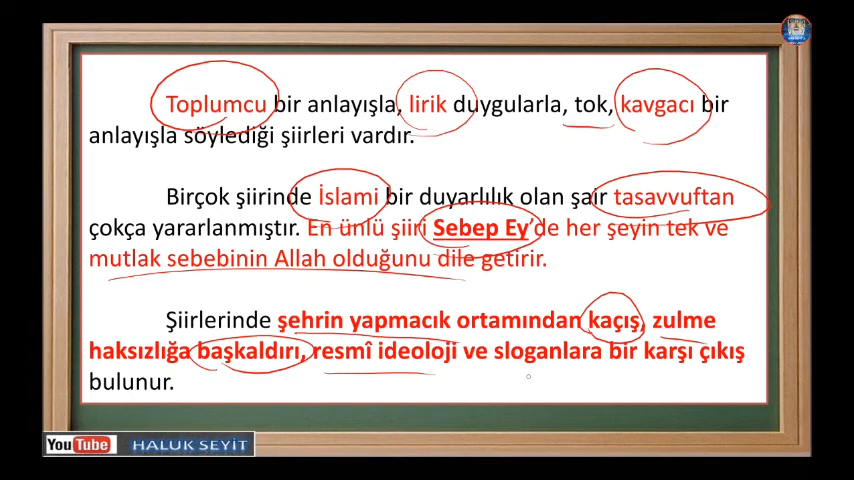 Toplumcu bir anlayışla, lirik duygularla, tok, kavgacı bir
anlayışla söylediği şiirleri vardır.
Birçok şiirinde İslami bir duyarlılık olan şair tasavvuftan
çokça yararlanmıştır. En ünlü şiiri Sebep Ey’de her şeyin tek ve
mutlak sebebinin Allah olduğunu dile getirir.
Şiirlerinde şehrin yapmacık ortamından kaçış, zulme
haksızlığa başkaldırı, resmî ideoloji ve sloganlara bir karşı çıkış
bulunur.
YouTube HALUK SEYİT